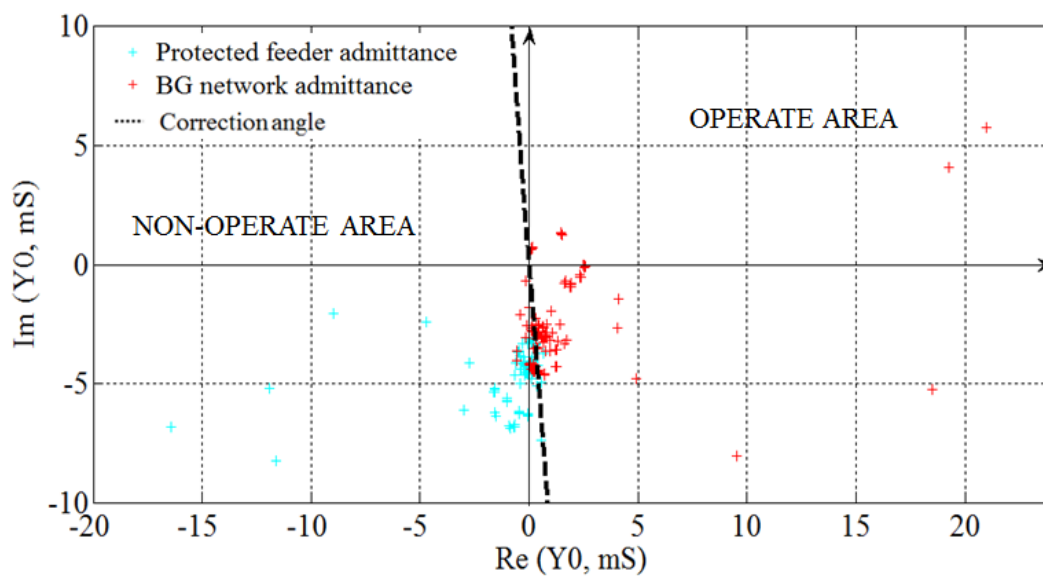 10
Protected feeder admittance
BG network admittance
Correction angle
OPERATE AREA
5
NON-OPERATE AREA
Im (Y0, mS)
0
-5
-10
-20 -15 -10 -5 0 5 10 15 20
Re (Y0, mS)